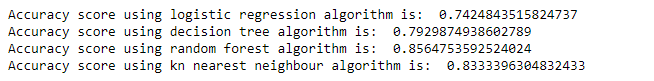 Accuracy score using logistic regression algorithm is:  0.7424843515824737
Accuracy score using decision tree algorithm is:  0.7929874938602789
Accuracy score using random forest algorithm is:  0.8564753592524024
Accuracy score using kn nearest neighbour algorithm is:  0.8333396304832433